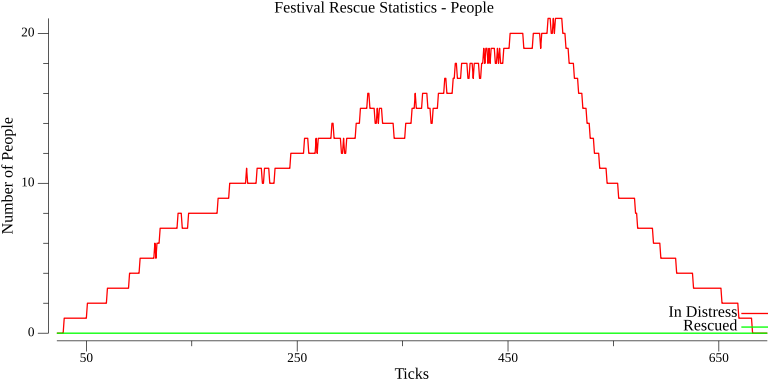 Festival Rescue Statistics - People
20
10
0
Number of People
In Distress
Rescued
50
250
450
650
Ticks